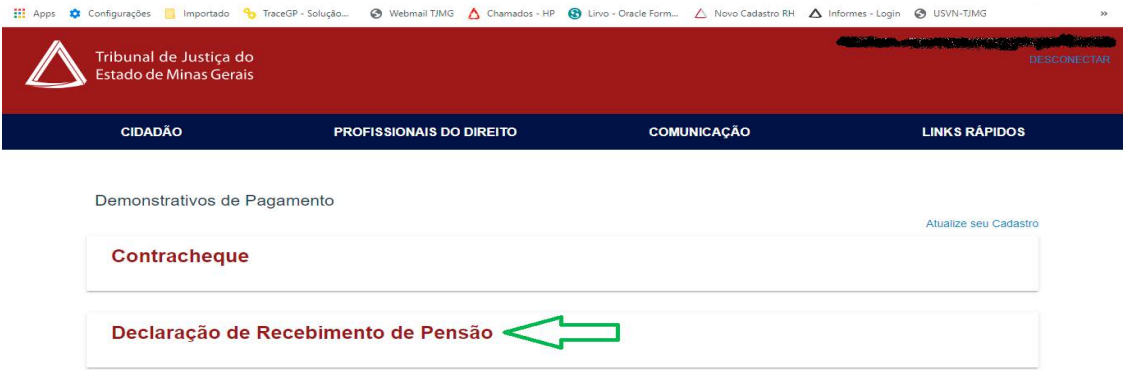 Apps Configurações Importado TraceGP - Solução... Webmail TJMG Chamados - HP Lirvo - Oracle Form... Novo Cadastro RH Informes - Login USVN-TJMG »
Tribunal de Justiça do
Estado de Minas Gerais
DESCONECTAR
CIDADÃO PROFISSIONAIS DO DIREITO COMUNICAÇÃO LINKS RÁPIDOS
Demonstrativos de Pagamento
Atualize seu Cadastro
Contracheque
Declaração de Recebimento de Pensão